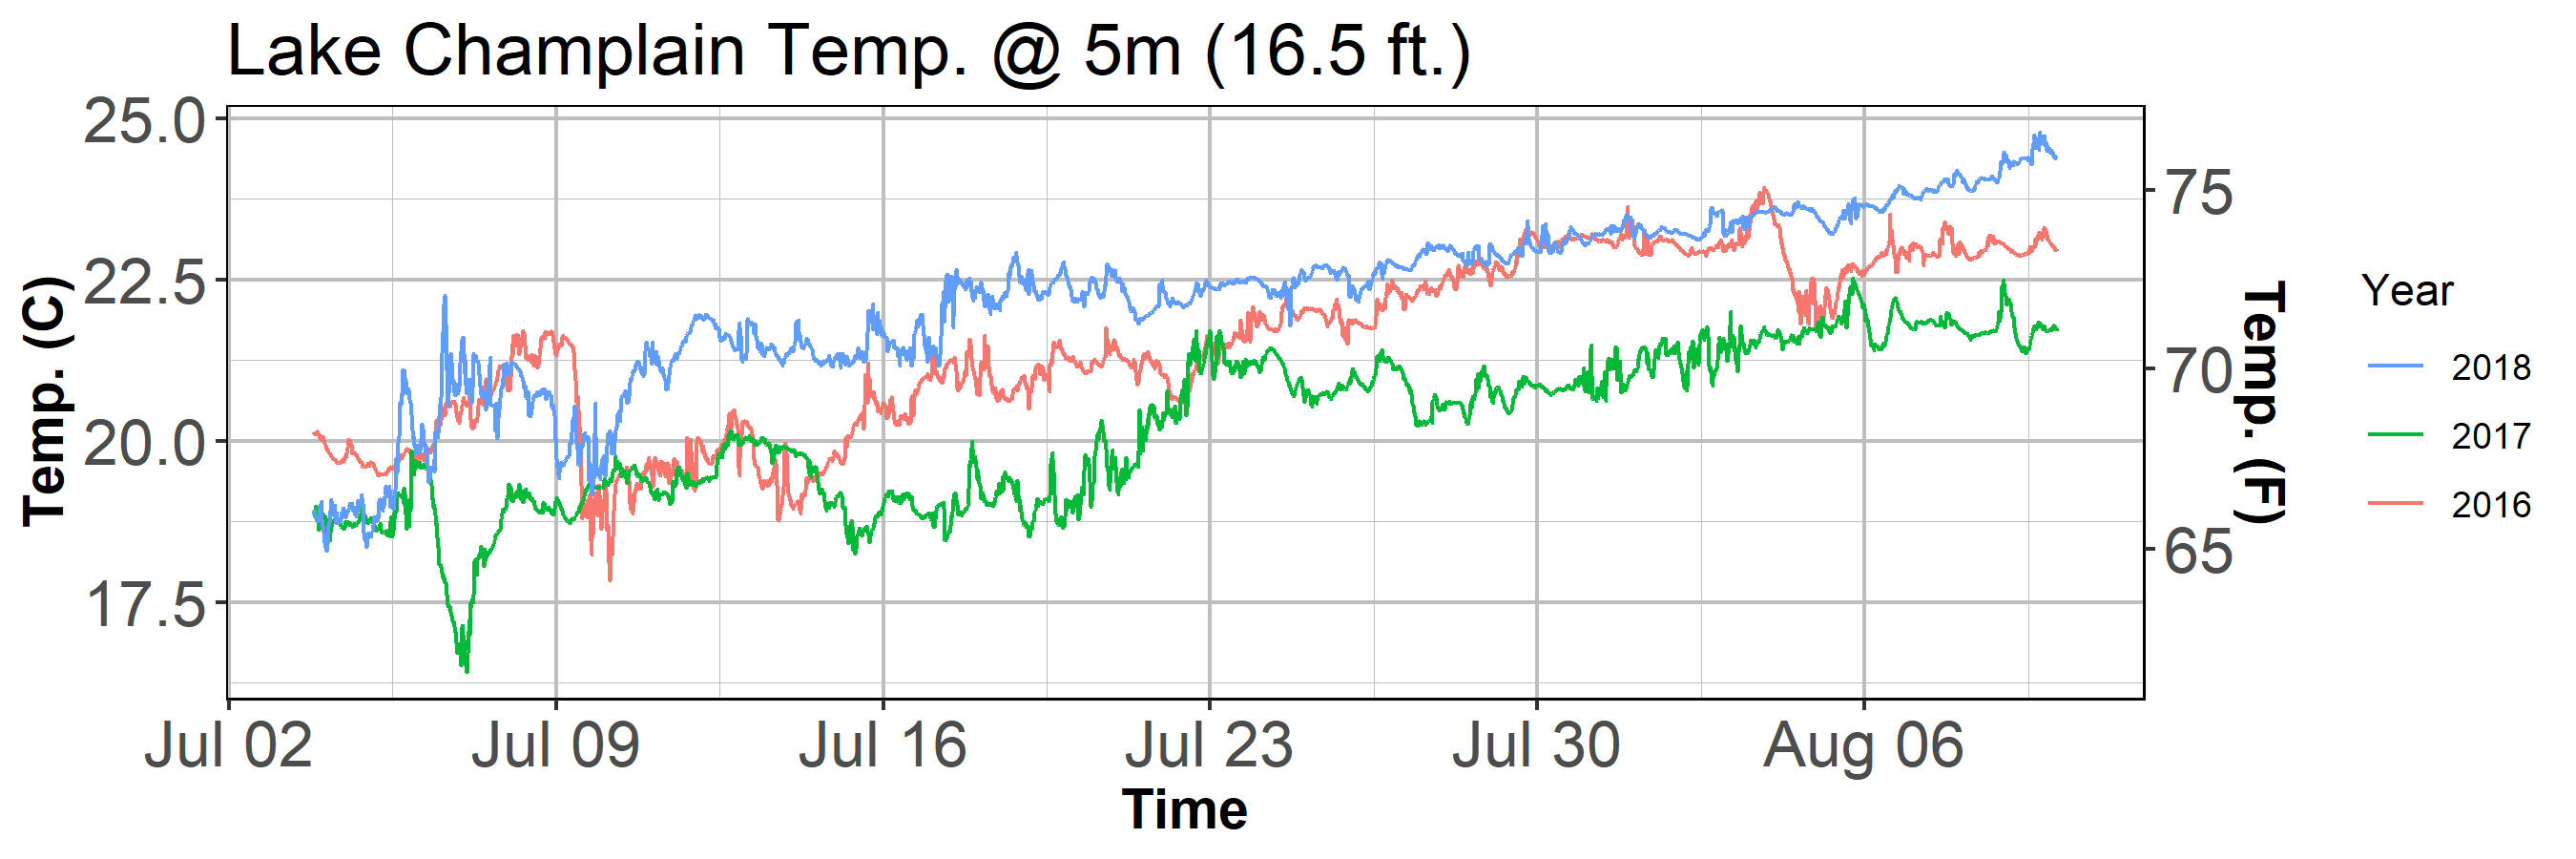 Lake Champlain Temp. @ 5m (16.5 ft.)
Temp. (C)
25.0
22.5
20.0
17.5
Jul 02 Jul 09 Jul 16 Jul 23 Jul 30 Aug 06
Time
75
70
65
Temp. (F)
Year
2018
2017
2016